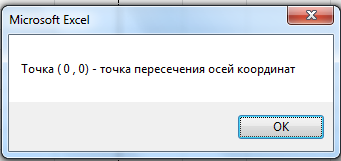 Microsoft Excel
Точка ( 0 , 0) - точка пересечения осей координат
OK